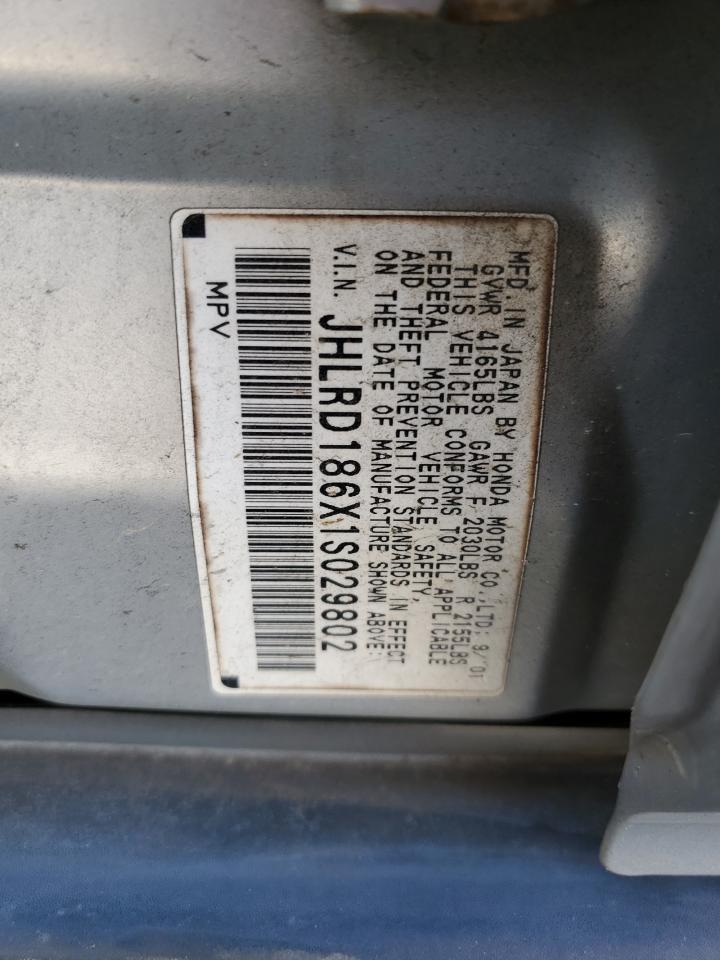 MFD. IN JAPAN BY HONDA MOTOR CO., LTD; 9/'01
GVWR 4165LBS GAWR F 2030LBS R 2155LBS
THIS VEHICLE CONFORMS TO ALL APPLICABLE
FEDERAL MOTOR VEHICLE SAFETY,
AND THEFT PREVENTION STANDARDS IN EFFECT
ON THE DATE OF MANUFACTURE SHOWN ABOVE:
V.I.N. JHLRD186X1S029802
MPV